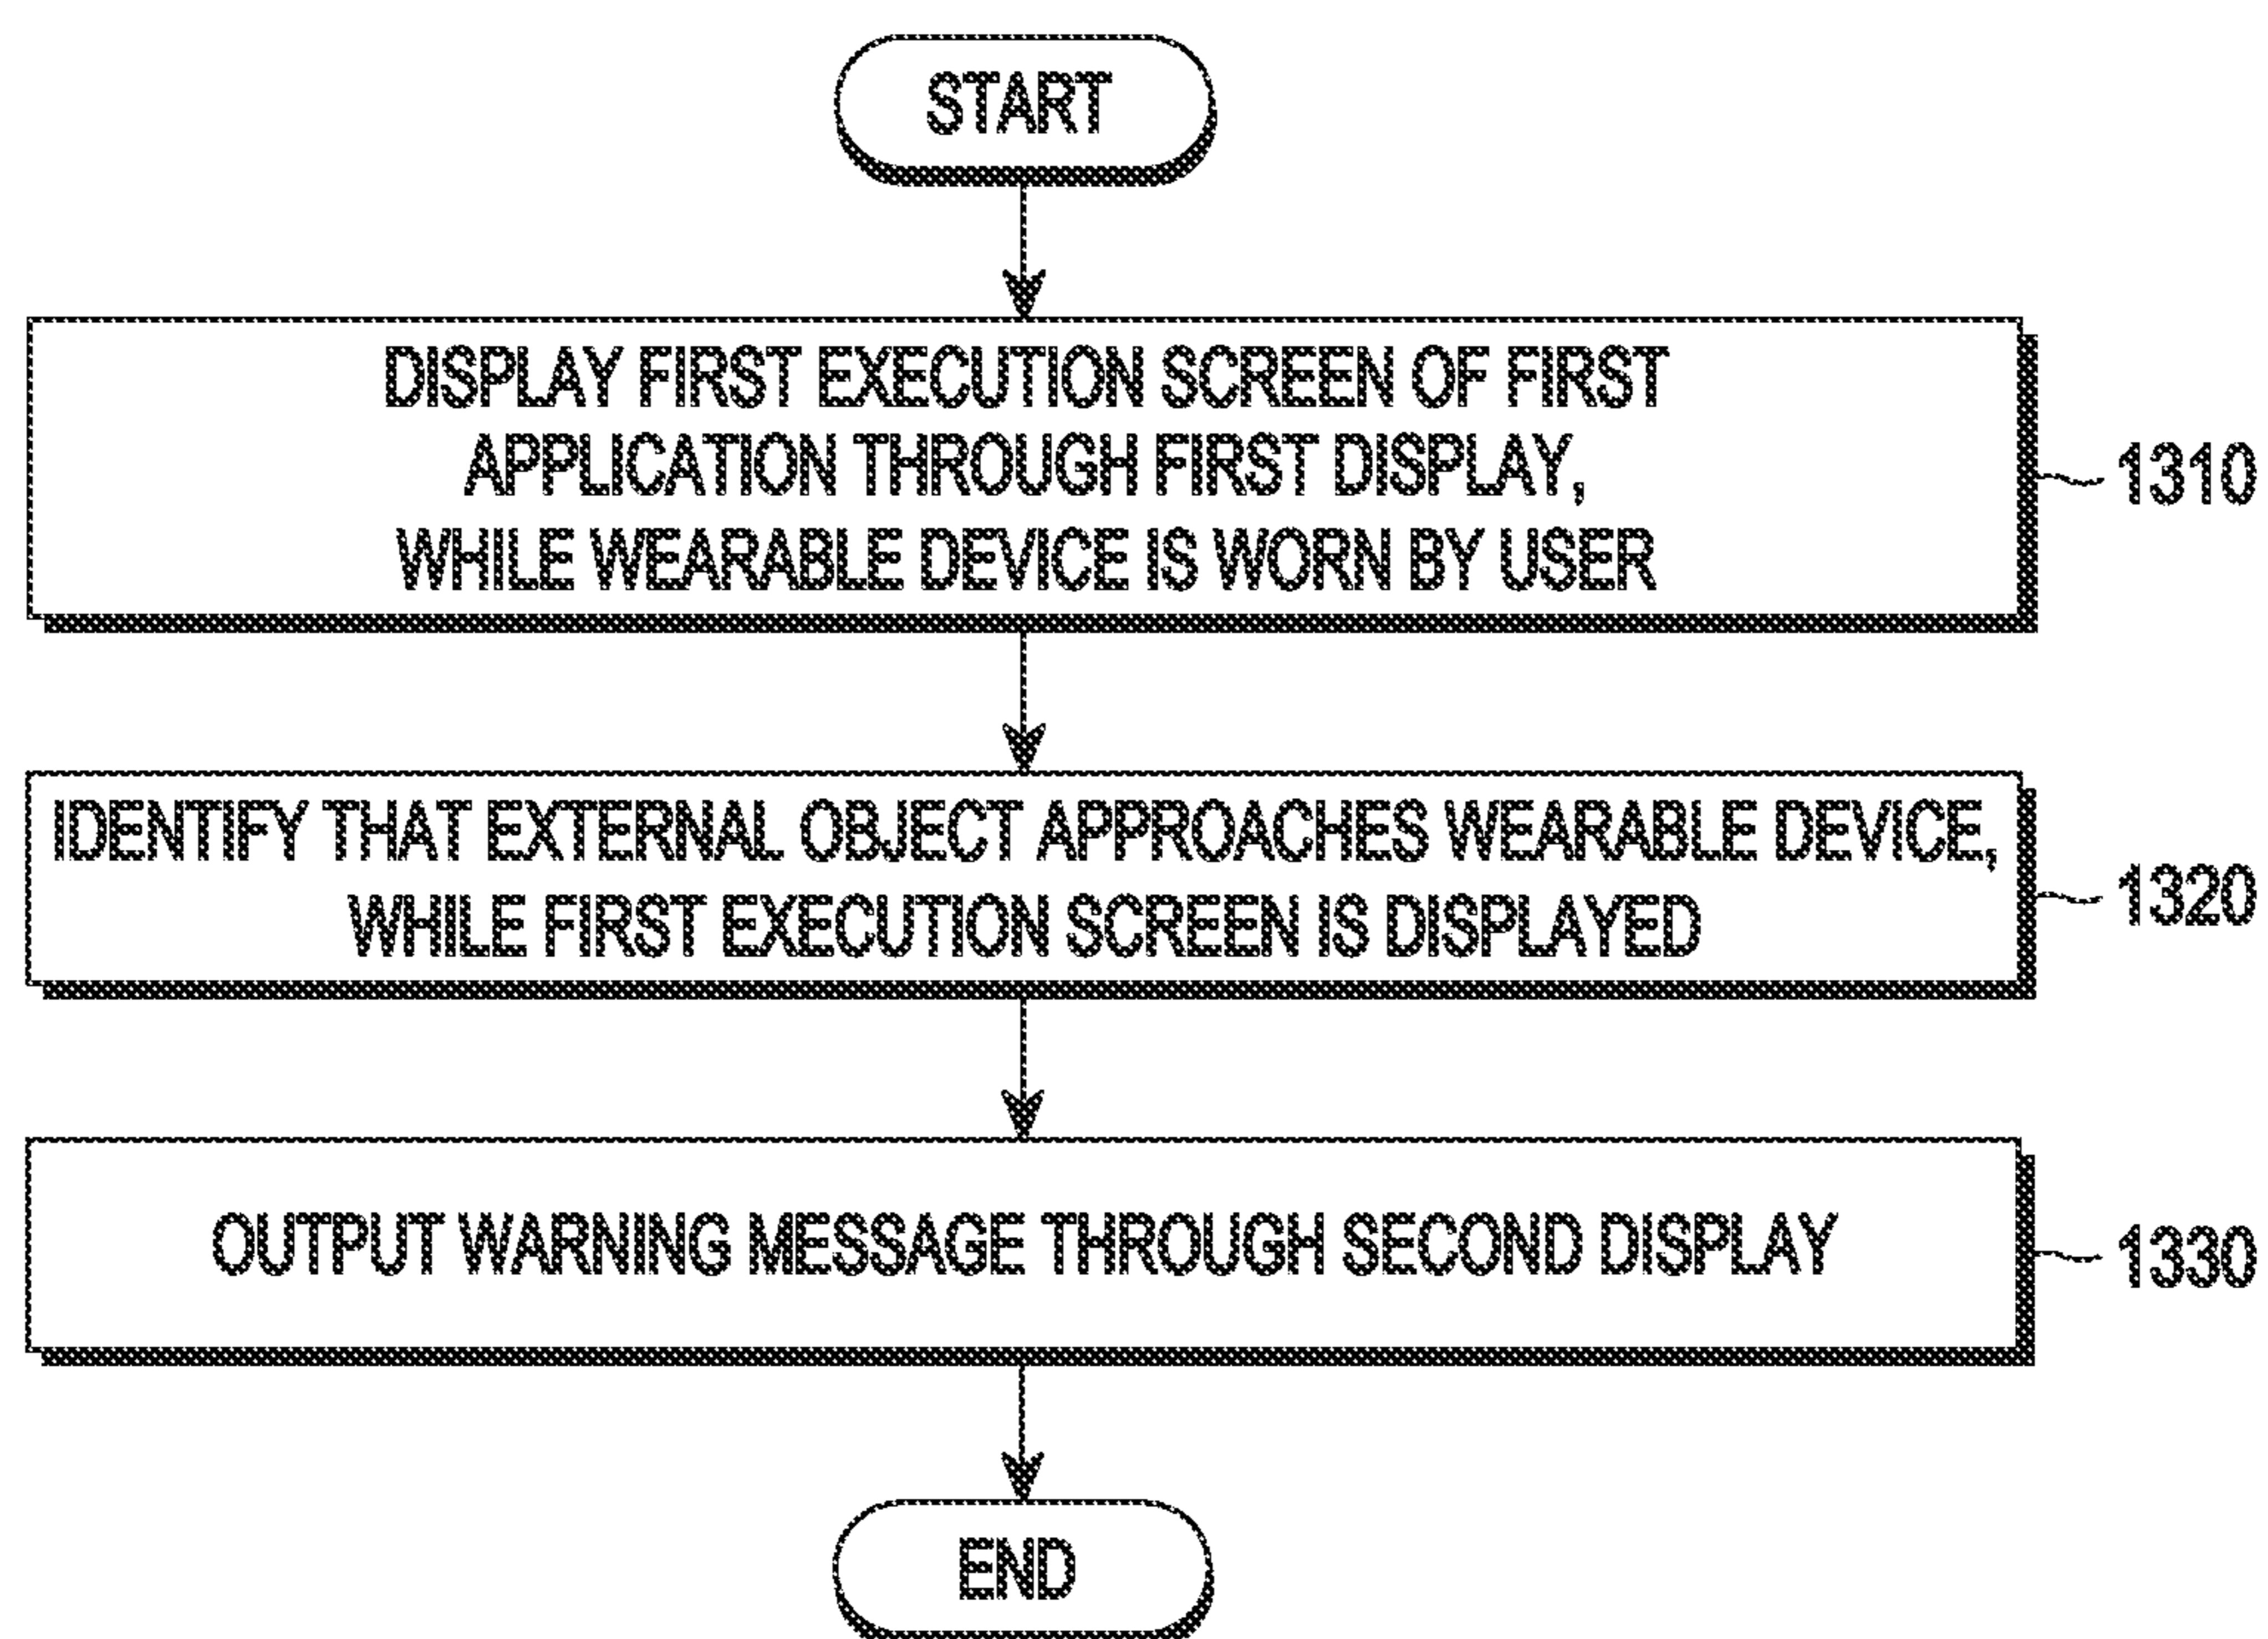 START
DISPLAY FIRST EXECUTION SCREEN OF FIRST
APPLICATION THROUGH FIRST DISPLAY,
WHILE WEARABLE DEVICE IS WORN BY USER
1310
IDENTIFY THAT EXTERNAL OBJECT APPROACHES WEARABLE DEVICE,
WHILE FIRST EXECUTION SCREEN IS DISPLAYED
1320
OUTPUT WARNING MESSAGE THROUGH SECOND DISPLAY
1330
END